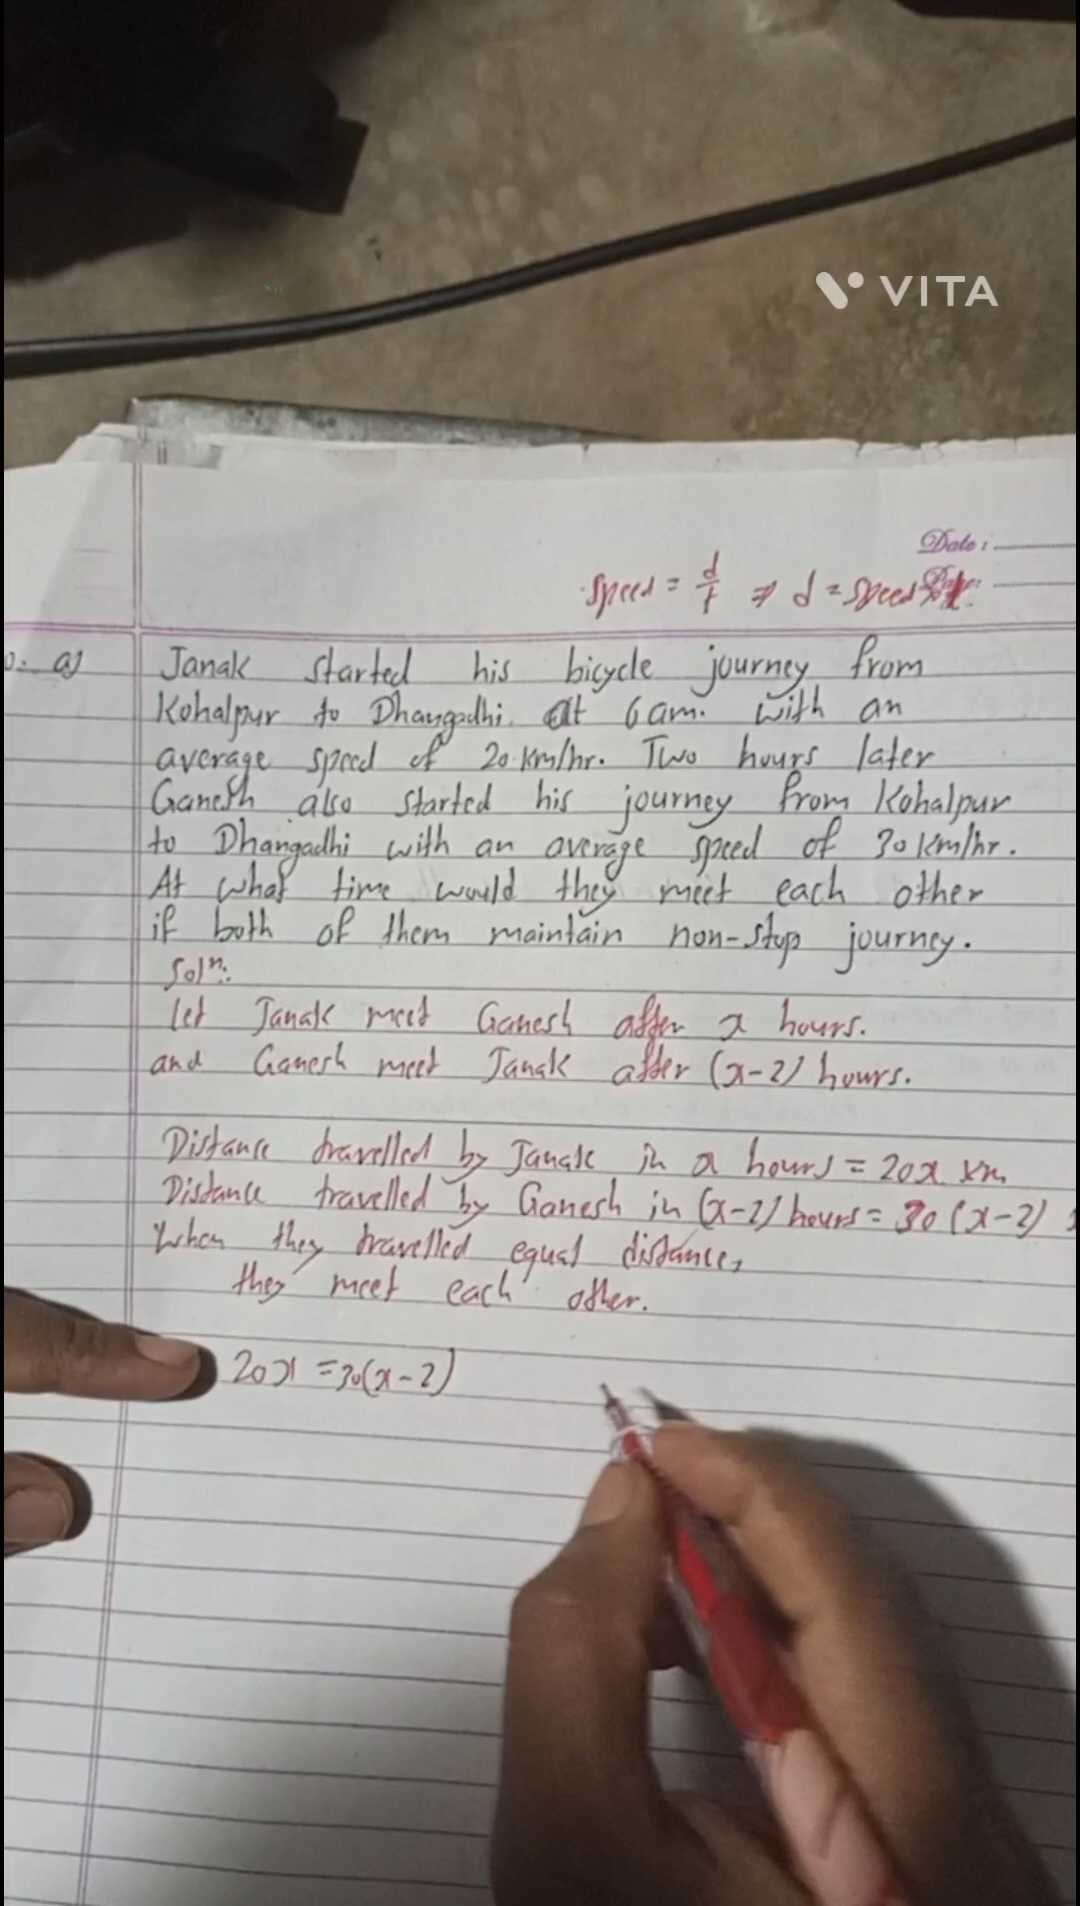 VITA
Date:
speed = d/t ⇒ d = speed × t.
a) Janak started his bicycle journey from
Kohalpur to Dhangadhi at 6 am. with an
average speed of 20 km/hr. Two hours later
Ganesh also started his journey from Kohalpur
to Dhangadhi with an average speed of 30 km/hr.
At what time would they meet each other
if both of them maintain non-stop journey.
Solⁿ:
let Janak meet Ganesh after x hours.
and Ganesh meet Janak after (x-2) hours.
Distance travelled by Janak in x hours = 20x km
Distance travelled by Ganesh in (x-2) hours = 30(x-2)
When they travelled equal distance,
they meet each other.
20x = 30(x-2)